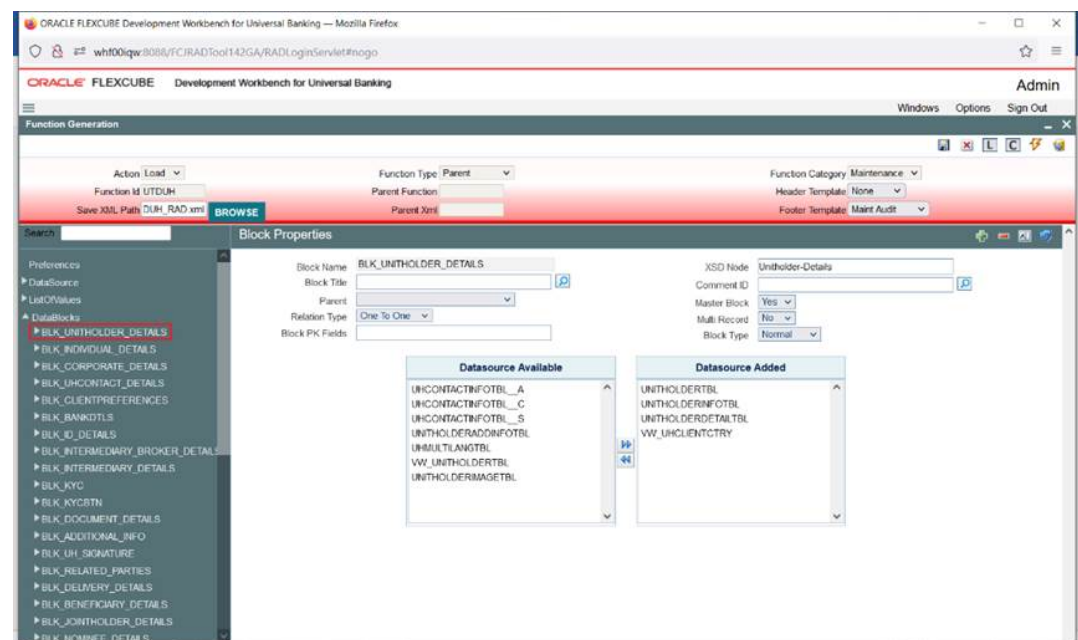 ORACLE FLEXCUBE Development Workbench for Universal Banking — Mozilla Firefox
whf00iqw:8088/FCJRADTool142GA/RADLoginServlet#nogo
ORACLE FLEXCUBE Development Workbench for Universal Banking Admin
Windows Options Sign Out
Function Generation
L C
Action Load Function Type Parent Function Category Maintenance
Function Id UTDUH Parent Function Header Template None
Save XML Path DUH_RAD.xml BROWSE Parent Xml Footer Template Maint Audit
Search Block Properties
Preferences
DataSource
ListOfValues
DataBlocks
BLK_UNITHOLDER_DETAILS
BLK_INDIVIDUAL_DETAILS
BLK_CORPORATE_DETAILS
BLK_UHCONTACT_DETAILS
BLK_CLIENTPREFERENCES
BLK_BANKDTLS
BLK_ID_DETAILS
BLK_INTERMEDIARY_BROKER_DETAILS
BLK_INTERMEDIARY_DETAILS
BLK_KYC
BLK_KYCBTN
BLK_DOCUMENT_DETAILS
BLK_ADDITIONAL_INFO
BLK_UH_SIGNATURE
BLK_RELATED_PARTIES
BLK_DELIVERY_DETAILS
BLK_BENEFICIARY_DETAILS
BLK_JOINTHOLDER_DETAILS
BLK_NOMINEE_DETAILS
Block Name BLK_UNITHOLDER_DETAILS XSD Node Unitholder-Details
Block Title Comment ID
Parent Master Block Yes
Relation Type One To One Multi Record No
Block PK Fields Block Type Normal
Datasource Available
UHCONTACTINFOTBL__A
UHCONTACTINFOTBL__C
UHCONTACTINFOTBL__S
UNITHOLDERADDINFOTBL
UHMULTILANGTBL
VW_UNITHOLDERTBL
UNITHOLDERIMAGETBL
Datasource Added
UNITHOLDERTBL
UNITHOLDERINFOTBL
UNITHOLDERDETAILTBL
VW_UHCLIENTCTRY